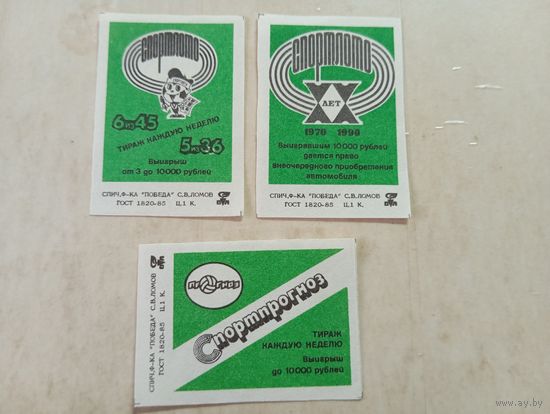 Спортлото
6 из 45
ТИРАЖ КАЖДУЮ НЕДЕЛЮ
5 из 36
Выигрыш
от 3 до 10000 рублей
СПИЧ.Ф-КА "ПОБЕДА" С.В.ЛОМОВ
ГОСТ 1820-85 Ц.1 К.
Спортлото
XX
ЛЕТ
1970 1990
Выигравшим 10000 рублей
дается право
внеочередного приобретения
автомобиля
СПИЧ.Ф-КА "ПОБЕДА" С.В.ЛОМОВ
ГОСТ 1820-85 Ц.1 К.
СПИЧ.Ф-КА "ПОБЕДА" С.В.ЛОМОВ
ГОСТ 1820-85 Ц.1 К.
Спортпрогноз
ТИРАЖ
КАЖДУЮ НЕДЕЛЮ
Выигрыш
до 10000 рублей
www.ay.by